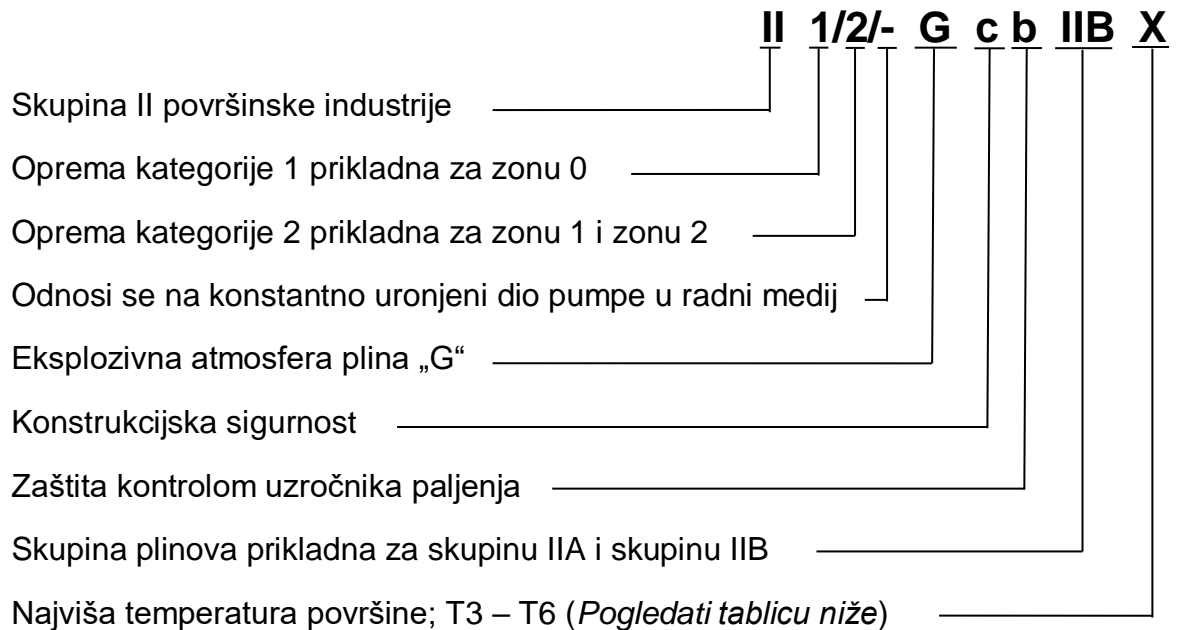 II 1/2/- G c b IIB X
Skupina II površinske industrije
Oprema kategorije 1 prikladna za zonu 0
Oprema kategorije 2 prikladna za zonu 1 i zonu 2
Odnosi se na konstantno uronjeni dio pumpe u radni medij
Eksplozivna atmosfera plina „G“
Konstrukcijska sigurnost
Zaštita kontrolom uzročnika paljenja
Skupina plinova prikladna za skupinu IIA i skupinu IIB
Najviša temperatura površine; T3 – T6 (Pogledati tablicu niže)